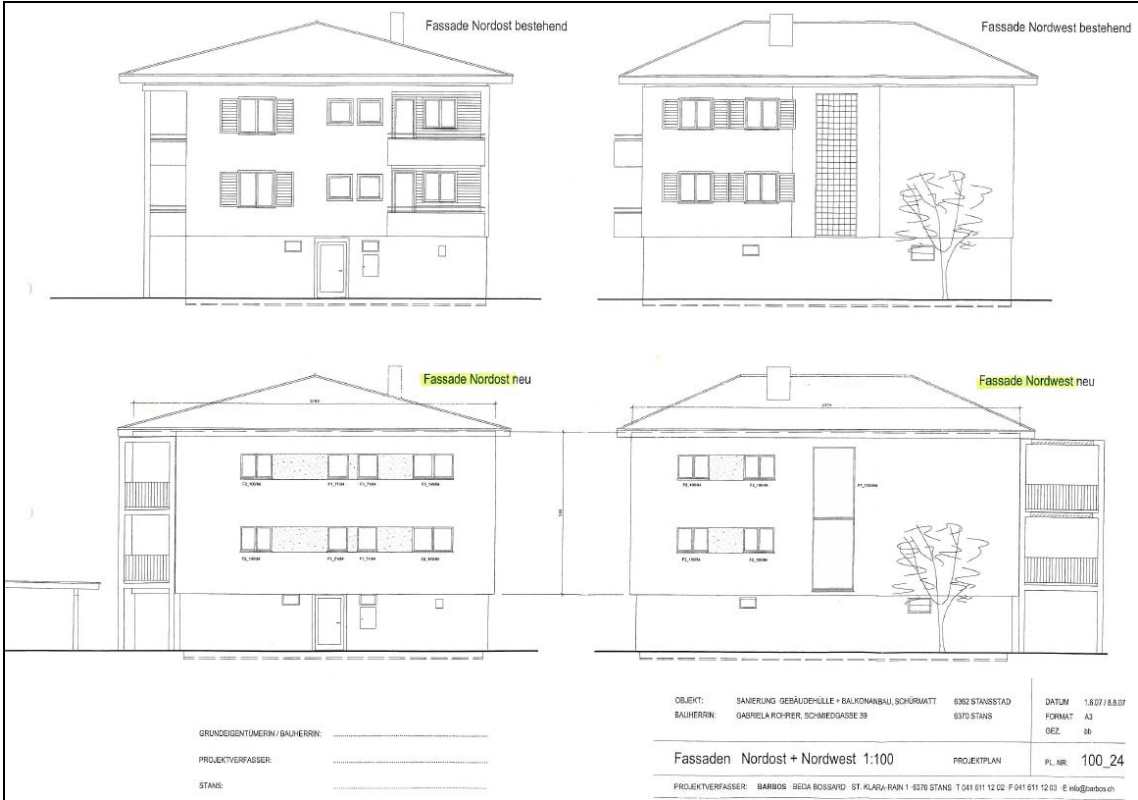 Fassade Nordost bestehend
Fassade Nordwest bestehend
Fassade Nordost neu
Fassade Nordwest neu
OBJEKT: SANIERUNG GEBÄUDEHÜLLE + BALKONANBAU, SCHÜRMATT 6362 STANSSTAD
BAUHERRIN: GABRIELA ROHRER, SCHMIEDGASSE 39 6370 STANS
DATUM 1.6.07 / 8.8.07
FORMAT A3
GEZ. bb
GRUNDEIGENTÜMERIN / BAUHERRIN:
PROJEKTVERFASSER:
STANS:
Fassaden Nordost + Nordwest 1:100 PROJEKTPLAN PL. NR. 100_24
PROJEKTVERFASSER: BARBOS BEDA BOSSARD ST. KLARA-RAIN 1 6370 STANS T 041 611 12 02 F 041 611 12 03 E info@barbos.ch